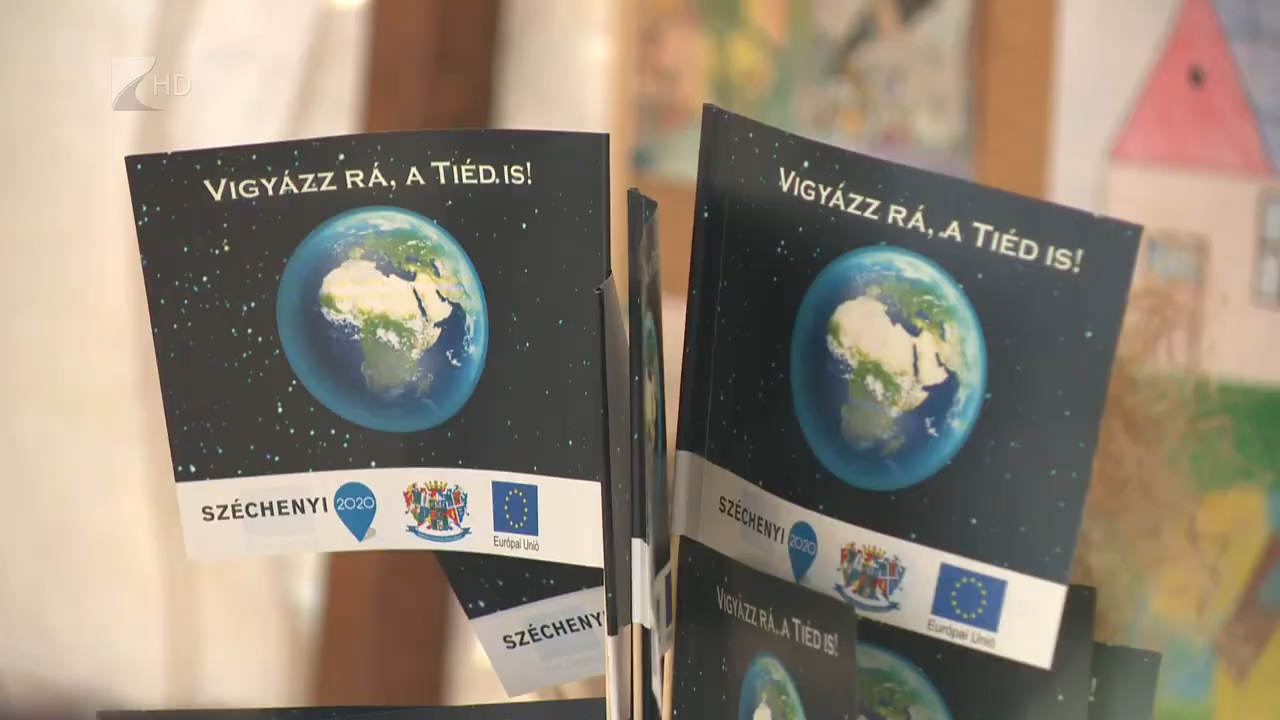 HD
VIGYÁZZ RÁ, A TIÉD IS!
SZÉCHENYI 2020
Európai Unió
VIGYÁZZ RÁ, A TIÉD IS!
SZÉCHENYI 2020
Európai Unió
SZÉCHENY
VIGYÁZZ RÁ, A TIÉD IS!